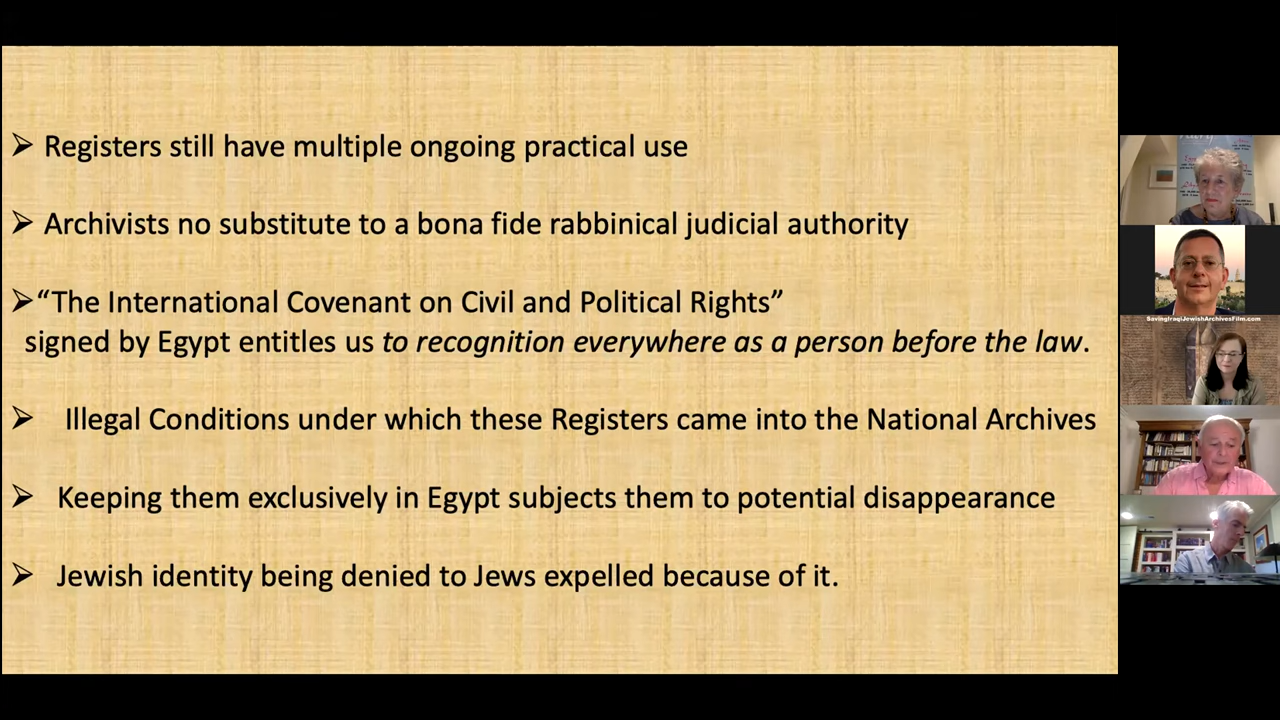 ➢ Registers still have multiple ongoing practical use
➢ Archivists no substitute to a bona fide rabbinical judicial authority
➢“The International Covenant on Civil and Political Rights”
signed by Egypt entitles us to recognition everywhere as a person before the law.
➢ Illegal Conditions under which these Registers came into the National Archives
➢ Keeping them exclusively in Egypt subjects them to potential disappearance
➢ Jewish identity being denied to Jews expelled because of it.
SavingIraqiJewishArchivesFilm.com